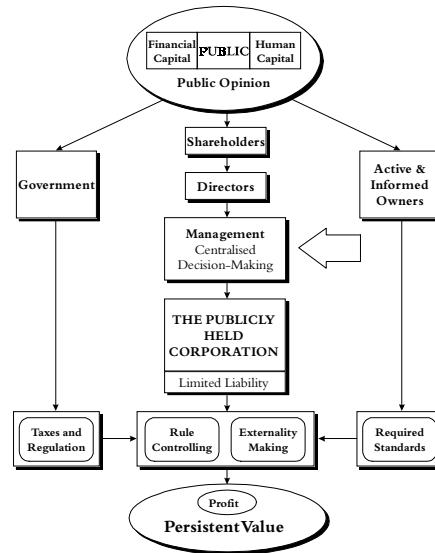 Financial
Capital
PUBLIC
Human
Capital
Public Opinion
Shareholders
Government
Directors
Active &
Informed
Owners
Management
Centralised
Decision-Making
THE PUBLICLY
HELD
CORPORATION
Limited Liability
Taxes and
Regulation
Rule
Controlling
Externality
Making
Required
Standards
Profit
Persistent Value